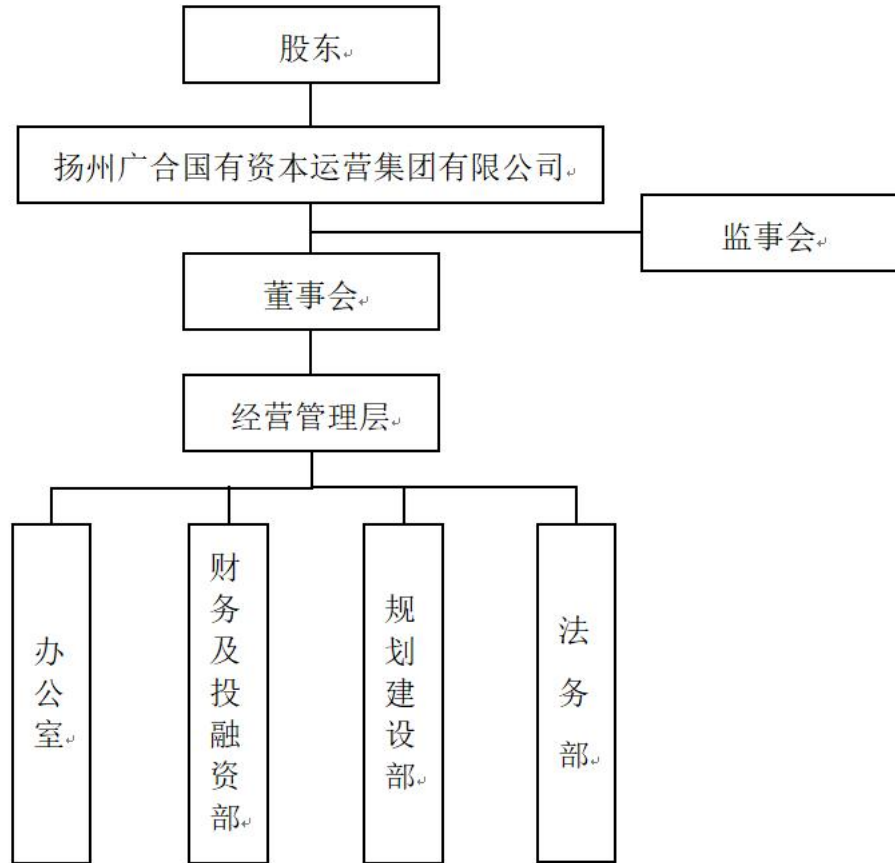 股东
扬州广合国有资本运营集团有限公司
监事会
董事会
经营管理层
办公室
财务及投融资部
规划建设部
法务部